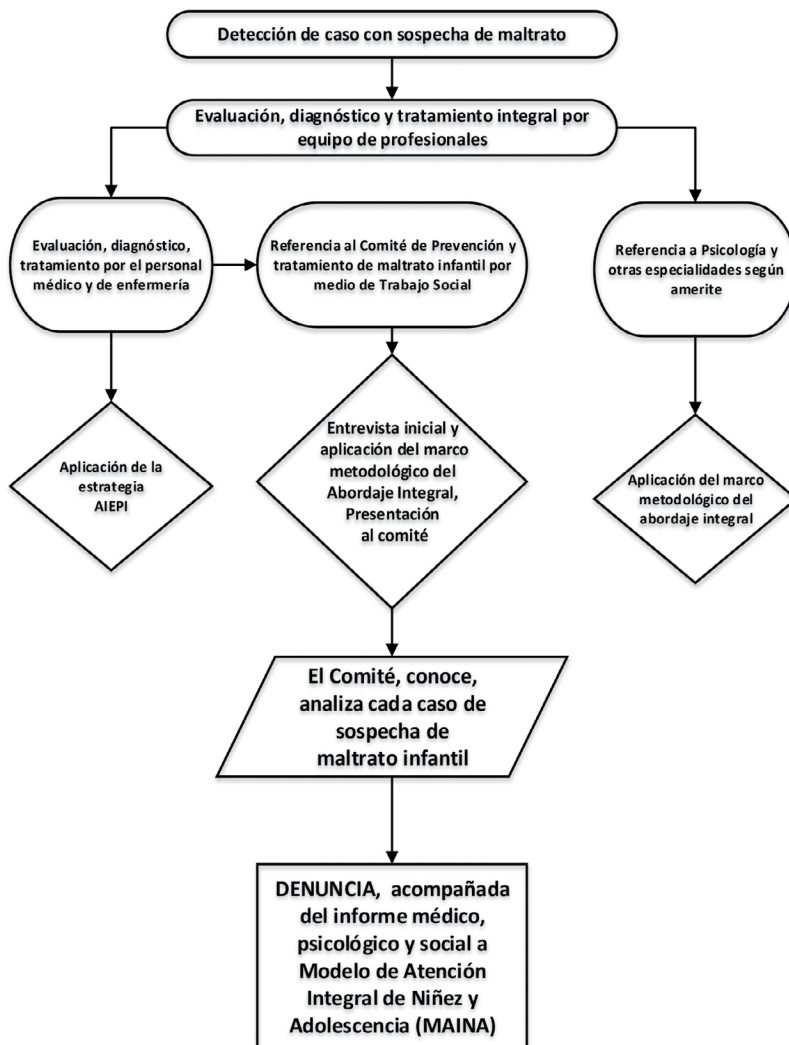 Detección de caso con sospecha de maltrato
Evaluación, diagnóstico y tratamiento integral por
equipo de profesionales
Evaluación, diagnóstico,
tratamiento por el personal
médico y de enfermería
Referencia al Comité de Prevención y
tratamiento de maltrato infantil por
medio de Trabajo Social
Referencia a Psicología y
otras especialidades según
amerite
Aplicación de la
estrategia
AIEPI
Entrevista inicial y
aplicación del marco
metodológico del
Abordaje Integral,
Presentación
al comité
Aplicación del marco
metodológico del
abordaje integral
El Comité, conoce,
analiza cada caso de
sospecha de
maltrato infantil
DENUNCIA, acompañada
del informe médico,
psicológico y social a
Modelo de Atención
Integral de Niñez y
Adolescencia (MAINA)